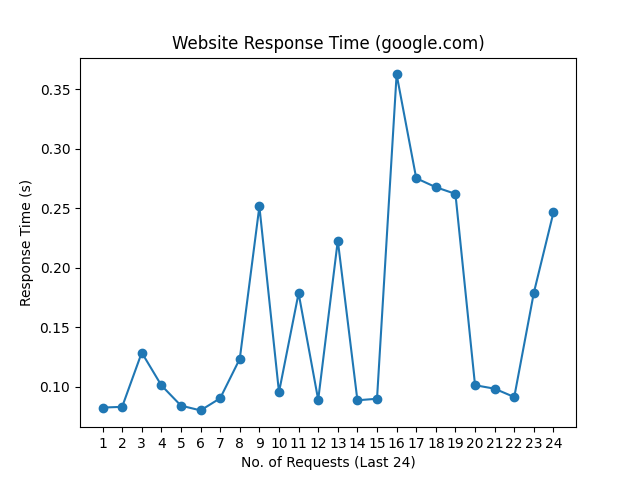 Website Response Time (google.com)
0.35
0.30
0.25
0.20
0.15
0.10
Response Time (s)
1 2 3 4 5 6 7 8 9 10 11 12 13 14 15 16 17 18 19 20 21 22 23 24
No. of Requests (Last 24)